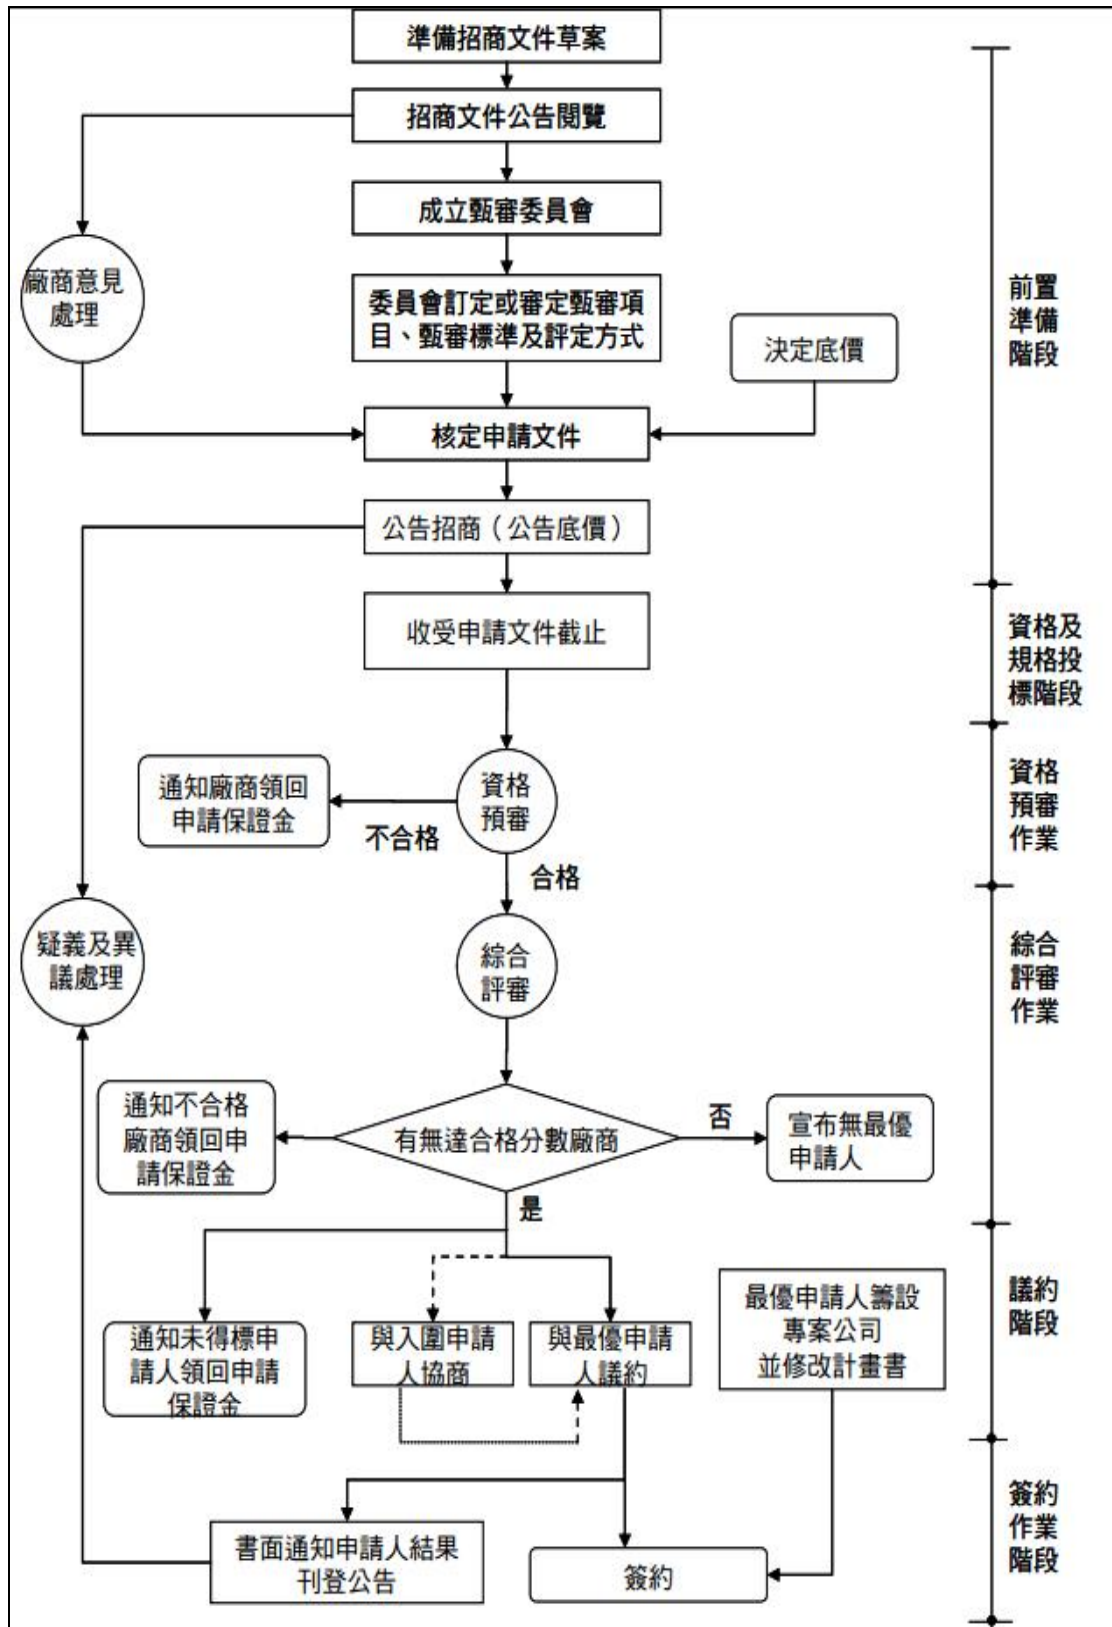 準備招商文件草案
招商文件公告閱覽
成立甄審委員會
廠商意見
處理
委員會訂定或審定甄審項
目、甄審標準及評定方式
決定底價
前置
準備
階段
核定申請文件
公告招商（公告底價）
收受申請文件截止
資格及
規格投
標階段
通知廠商領回
申請保證金
不合格
資格
預審
合格
資格
預審
作業
疑義及異
議處理
綜合
評審
綜合
評審
作業
通知不合格
廠商領回申
請保證金
有無達合格分數廠商
否
宣布無最優
申請人
是
通知未得標申
請人領回申請
保證金
與入圍申請
人協商
與最優申請
人議約
最優申請人籌設
專案公司
並修改計畫書
議約
階段
書面通知申請人結果
刊登公告
簽約
簽約
作業
階段